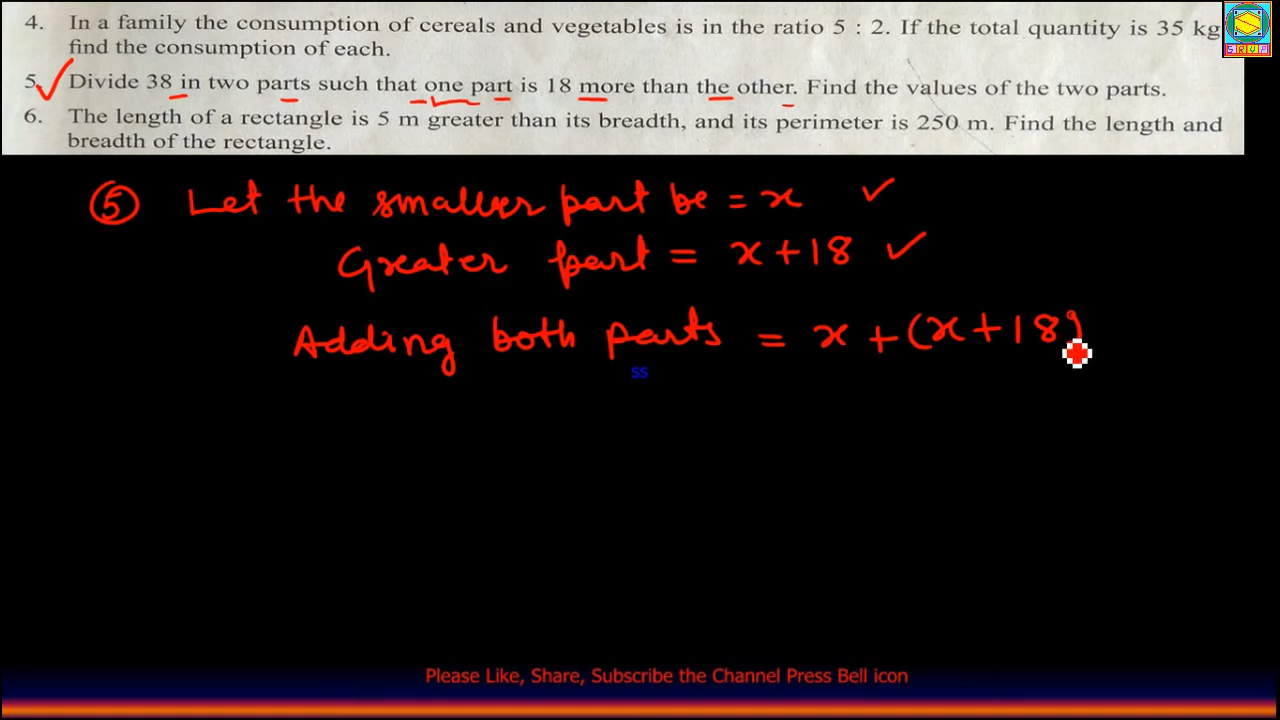 4. In a family the consumption of cereals and vegetables is in the ratio 5 : 2. If the total quantity is 35 kg
find the consumption of each.
5. Divide 38 in two parts such that one part is 18 more than the other. Find the values of the two parts.
6. The length of a rectangle is 5 m greater than its breadth, and its perimeter is 250 m. Find the length and
breadth of the rectangle.
SRUP
⑤ Let the smaller part be = x ✓
Greater part = x + 18 ✓
Adding both parts = x + (x + 18)
ss
Please Like, Share, Subscribe the Channel Press Bell icon